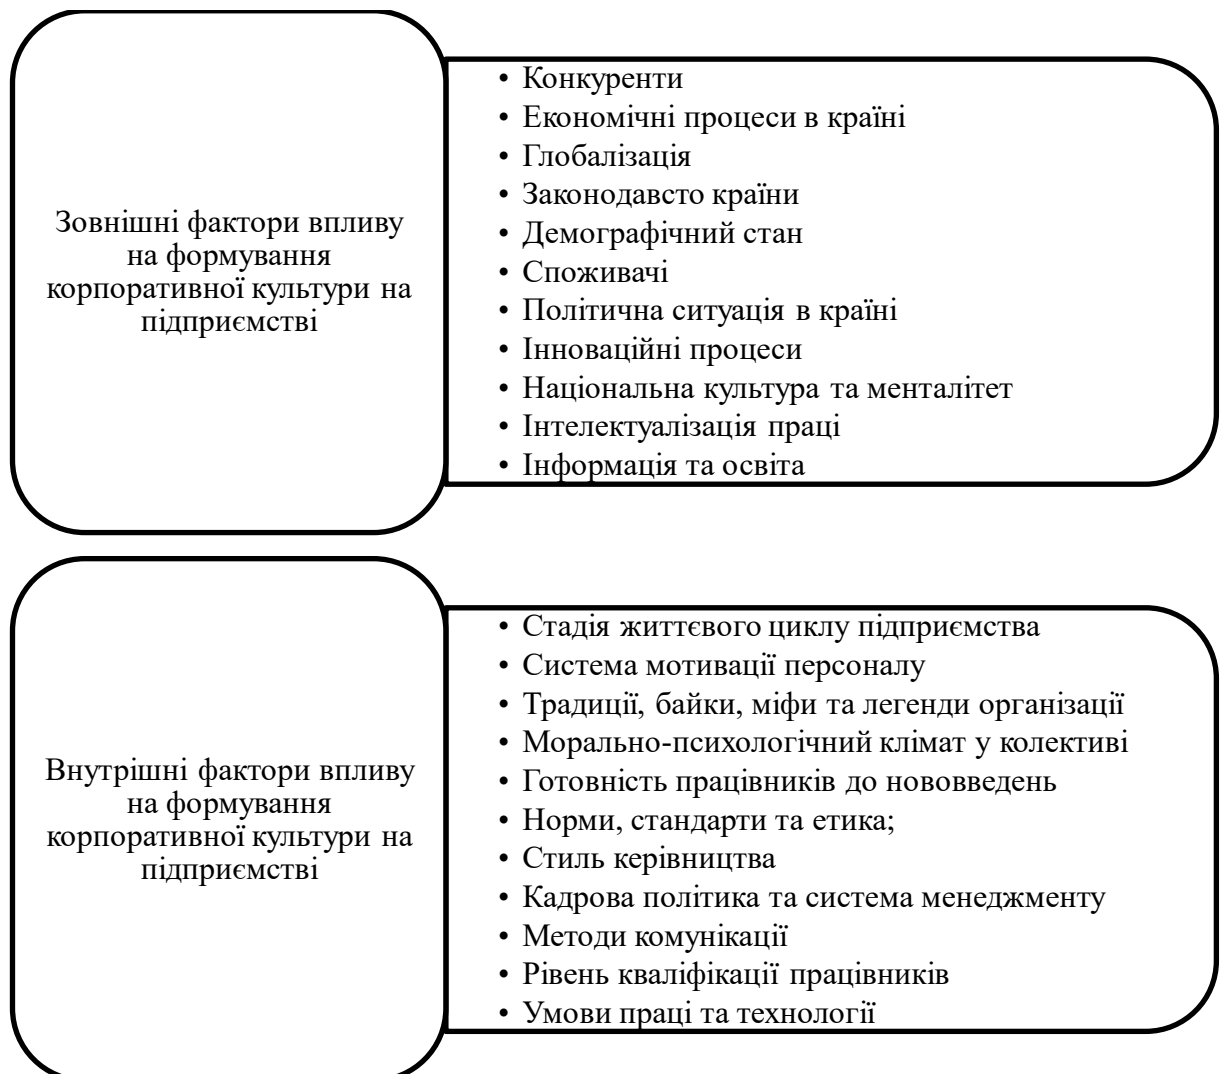 Зовнішні фактори впливу
на формування
корпоративної культури на
підприємстві
• Конкуренти
• Економічні процеси в країні
• Глобалізація
• Законодавсто країни
• Демографічний стан
• Споживачі
• Політична ситуація в країні
• Інноваційні процеси
• Національна культура та менталітет
• Інтелектуалізація праці
• Інформація та освіта
Внутрішні фактори впливу
на формування
корпоративної культури на
підприємстві
• Стадія життєвого циклу підприємства
• Система мотивації персоналу
• Традиції, байки, міфи та легенди організації
• Морально-психологічний клімат у колективі
• Готовність працівників до нововведень
• Норми, стандарти та етика;
• Стиль керівництва
• Кадрова політика та система менеджменту
• Методи комунікації
• Рівень кваліфікації працівників
• Умови праці та технології